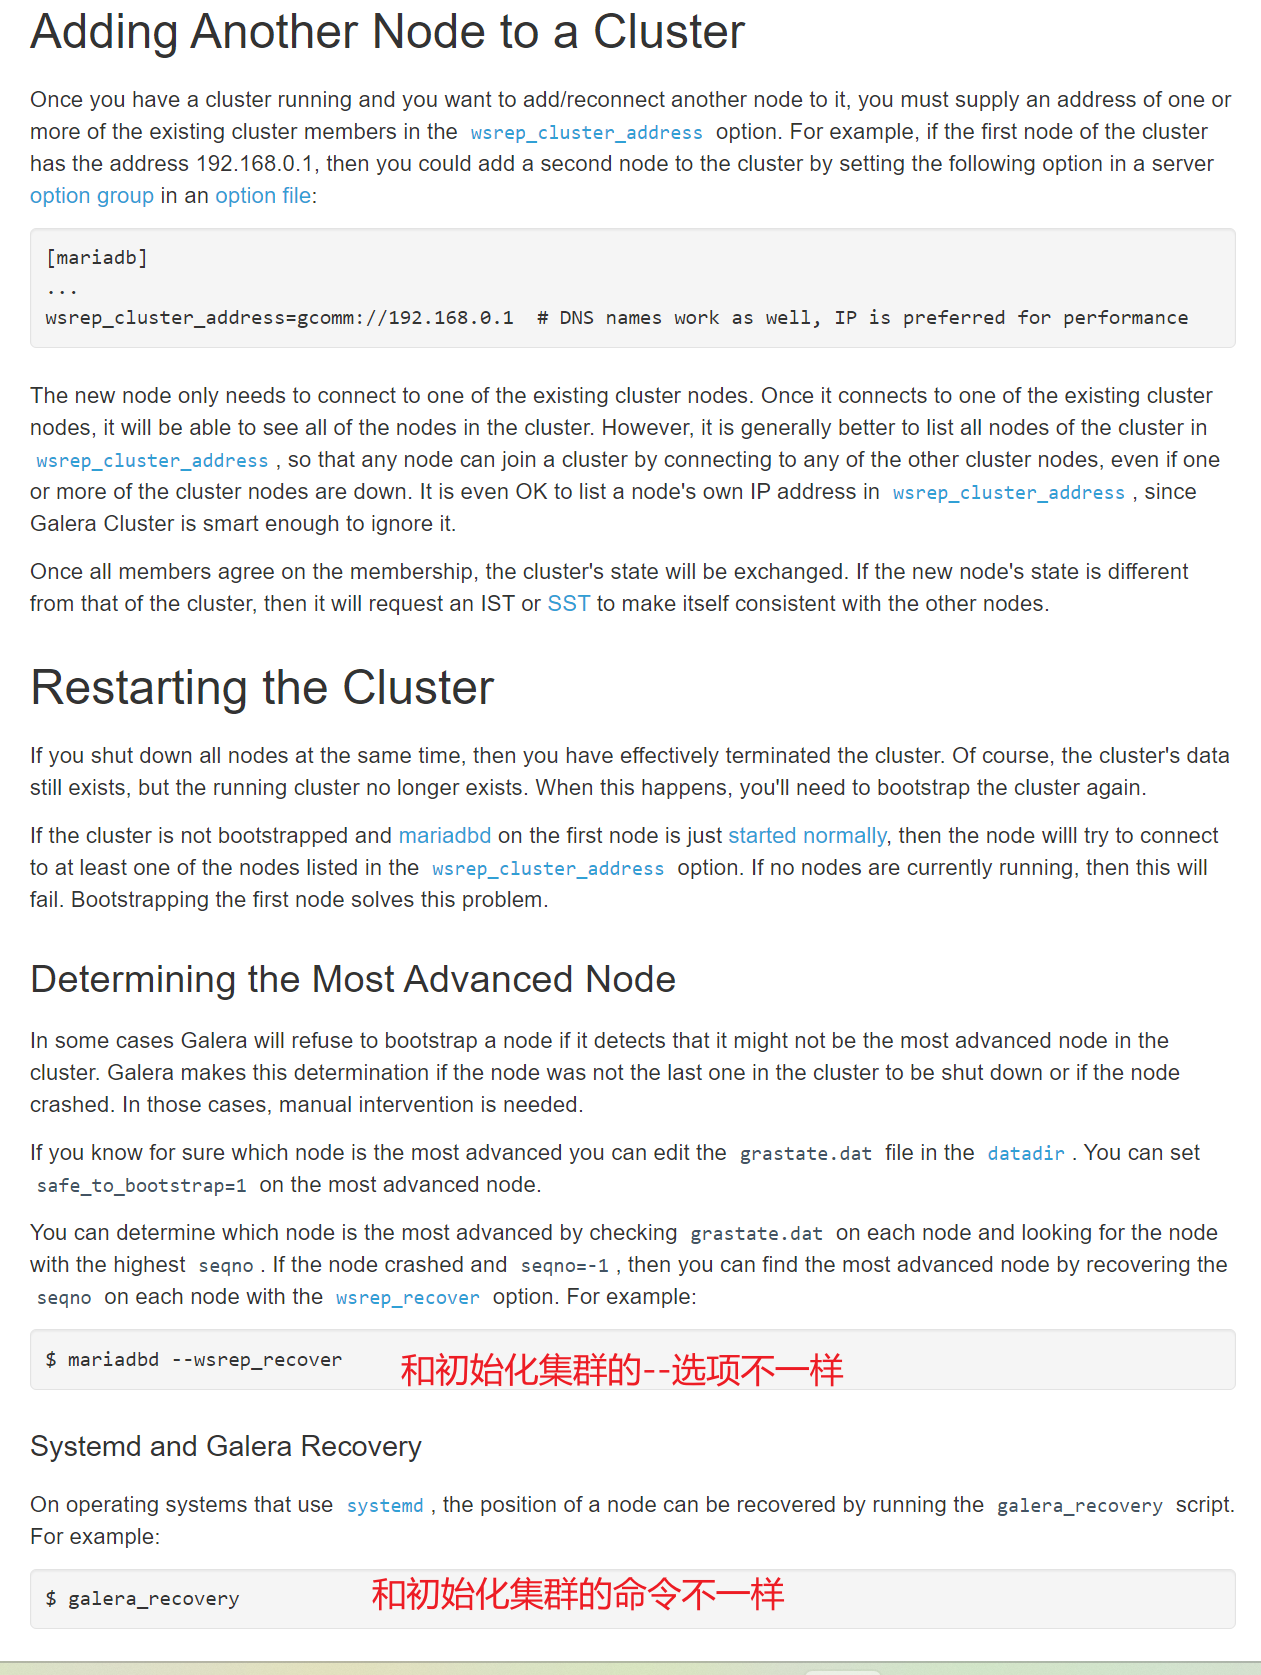 Adding Another Node to a Cluster
Once you have a cluster running and you want to add/reconnect another node to it, you must supply an address of one or
more of the existing cluster members in the wsrep_cluster_address option. For example, if the first node of the cluster
has the address 192.168.0.1, then you could add a second node to the cluster by setting the following option in a server
option group in an option file:
[mariadb]
...
wsrep_cluster_address=gcomm://192.168.0.1  # DNS names work as well, IP is preferred for performance
The new node only needs to connect to one of the existing cluster nodes. Once it connects to one of the existing cluster
nodes, it will be able to see all of the nodes in the cluster. However, it is generally better to list all nodes of the cluster in
wsrep_cluster_address , so that any node can join a cluster by connecting to any of the other cluster nodes, even if one
or more of the cluster nodes are down. It is even OK to list a node's own IP address in wsrep_cluster_address , since
Galera Cluster is smart enough to ignore it.
Once all members agree on the membership, the cluster's state will be exchanged. If the new node's state is different
from that of the cluster, then it will request an IST or SST to make itself consistent with the other nodes.
Restarting the Cluster
If you shut down all nodes at the same time, then you have effectively terminated the cluster. Of course, the cluster's data
still exists, but the running cluster no longer exists. When this happens, you'll need to bootstrap the cluster again.
If the cluster is not bootstrapped and mariadbd on the first node is just started normally, then the node willl try to connect
to at least one of the nodes listed in the wsrep_cluster_address option. If no nodes are currently running, then this will
fail. Bootstrapping the first node solves this problem.
Determining the Most Advanced Node
In some cases Galera will refuse to bootstrap a node if it detects that it might not be the most advanced node in the
cluster. Galera makes this determination if the node was not the last one in the cluster to be shut down or if the node
crashed. In those cases, manual intervention is needed.
If you know for sure which node is the most advanced you can edit the grastate.dat file in the datadir . You can set
safe_to_bootstrap=1 on the most advanced node.
You can determine which node is the most advanced by checking grastate.dat on each node and looking for the node
with the highest seqno . If the node crashed and seqno=-1 , then you can find the most advanced node by recovering the
seqno on each node with the wsrep_recover option. For example:
$ mariadbd --wsrep_recover 和初始化集群的--选项不一样
Systemd and Galera Recovery
On operating systems that use systemd , the position of a node can be recovered by running the galera_recovery script.
For example:
$ galera_recovery 和初始化集群的命令不一样